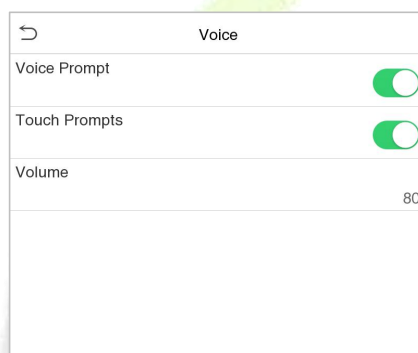 Voice
Voice Prompt
Touch Prompts
Volume
80